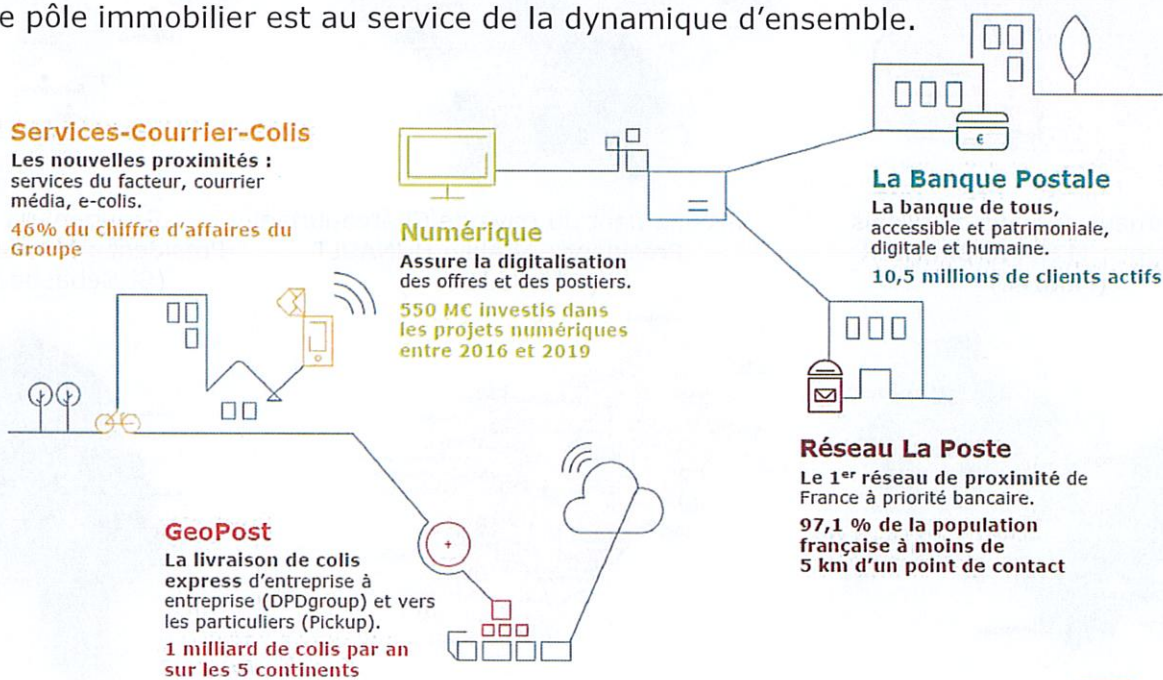 e pôle immobilier est au service de la dynamique d'ensemble.
Services-Courrier-Colis
Les nouvelles proximités :
services du facteur, courrier
média, e-colis.
46% du chiffre d'affaires du
Groupe
Numérique
Assure la digitalisation
des offres et des postiers.
550 M€ investis dans
les projets numériques
entre 2016 et 2019
€
La Banque Postale
La banque de tous,
accessible et patrimoniale,
digitale et humaine.
10,5 millions de clients actifs
Réseau La Poste
Le 1er réseau de proximité de
France à priorité bancaire.
97,1 % de la population
française à moins de
5 km d'un point de contact
GeoPost
La livraison de colis
express d'entreprise à
entreprise (DPDgroup) et vers
les particuliers (Pickup).
1 milliard de colis par an
sur les 5 continents